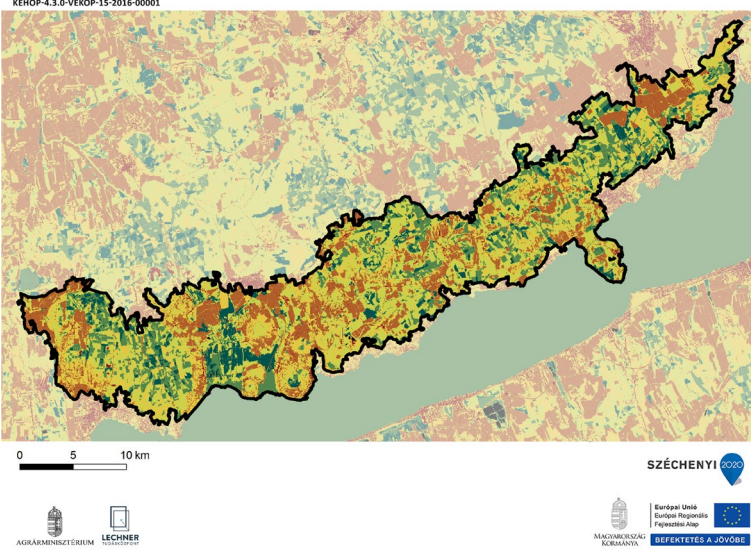 KEHOP-4.3.0-VEKOP-15-2016-00001
0 5 10 km
SZÉCHENYI 2020
AGRÁRMINISZTÉRIUM
LECHNER
TUDÁSKÖZPONT
MAGYARORSZÁG
KORMÁNYA
Európai Unió
Európai Regionális
Fejlesztési Alap
BEFEKTETÉS A JÖVŐBE